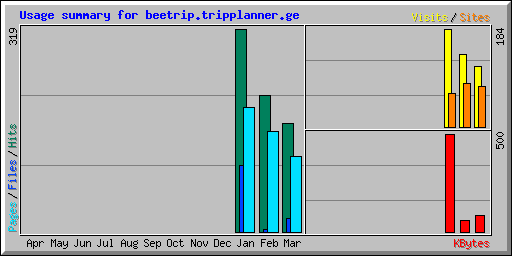 Usage summary for beetrip.tripplanner.ge
Visits/Sites
319
184
500
Pages/Files/Hits
Apr May Jun Jul Aug Sep Oct Nov Dec Jan Feb Mar
KBytes